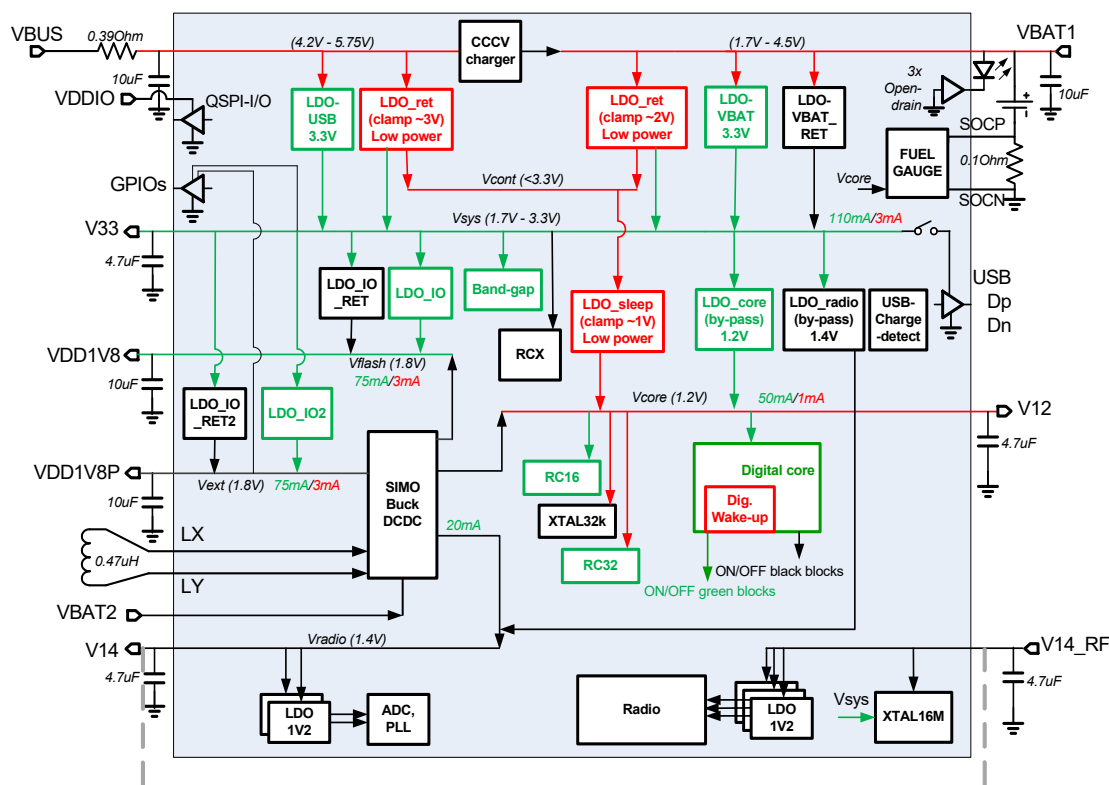 VBUS
0.39Ohm
(4.2V - 5.75V)
CCCV
charger
(1.7V - 4.5V)
VBAT1
10uF
VDDIO
QSPI-I/O
LDO-
USB
3.3V
LDO_ret
(clamp ~3V)
Low power
LDO_ret
(clamp ~2V)
Low power
LDO-
VBAT
3.3V
LDO-
VBAT_
RET
3x
Open-
drain
10uF
SOCP
FUEL
GAUGE
0.1Ohm
Vcore
SOCN
GPIOs
Vcont (<3.3V)
V33
Vsys (1.7V - 3.3V)
110mA/3mA
4.7uF
LDO_IO
_RET
LDO_IO
Band-gap
RCX
LDO_sleep
(clamp ~1V)
Low power
LDO_core
(by-pass)
1.2V
LDO_radio
(by-pass)
1.4V
USB-
Charge
-detect
USB
Dp
Dn
VDD1V8
Vflash (1.8V)
75mA/3mA
10uF
LDO_IO
_RET2
LDO_IO2
Vcore (1.2V)
50mA/1mA
V12
4.7uF
VDD1V8P
Vext (1.8V)
75mA/3mA
10uF
SIMO
Buck
DCDC
20mA
RC16
XTAL32k
RC32
Digital core
Dig.
Wake-up
ON/OFF black blocks
ON/OFF green blocks
LX
0.47uH
LY
VBAT2
V14
Vradio (1.4V)
V14_RF
4.7uF
4.7uF
LDO
1V2
ADC,
PLL
Radio
LDO
1V2
Vsys
XTAL16M